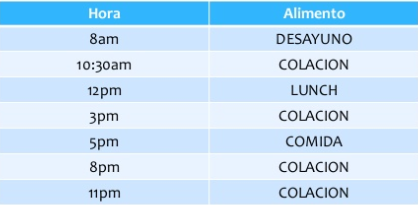 Hora Alimento
8am DESAYUNO
10:30am COLACION
12pm LUNCH
3pm COLACION
5pm COMIDA
8pm COLACION
11pm COLACION